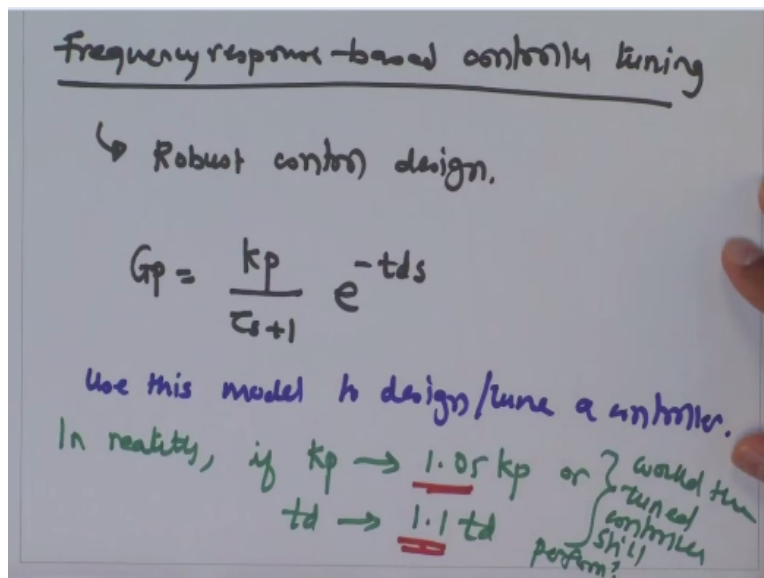 Frequency response-based controller tuning
↳ Robust control design.
Gp = kp / τs+1 e^-tds
Use this model to design/tune a controller.
In reality, if kp → 1.05 kp or
td → 1.1 td
would the
tuned
controller
still
perform?